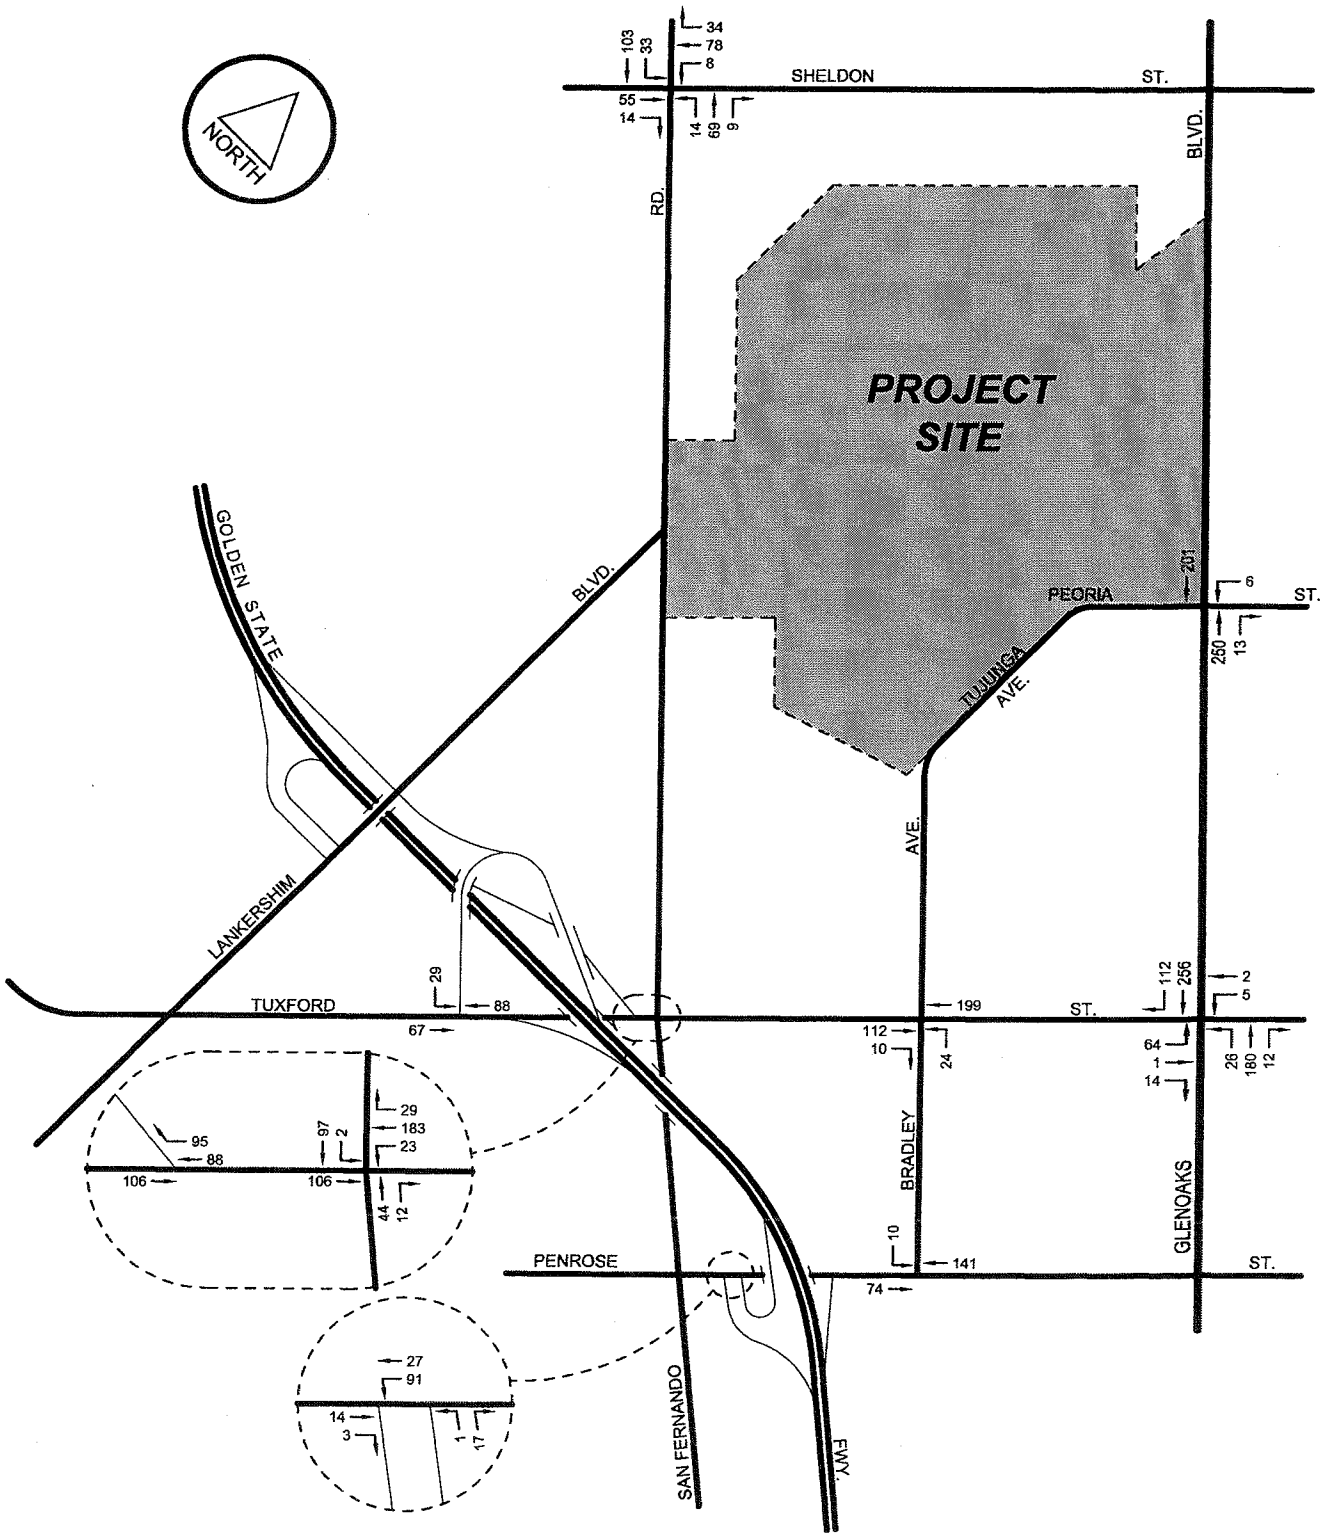 103
33
34
78
8
SHELDON
ST.
55
14
14
69
9
NORTH
RD.
BLVD.
PROJECT
SITE
GOLDEN STATE
BLVD.
201
6
PEORIA
ST.
260
13
TUJUNGA
AVE.
AVE.
LANKERSHIM
29
88
TUXFORD
67
199
ST.
112
10
24
112
256
2
5
64
1
14
26
180
12
29
183
23
97
2
95
88
106
106
44
12
BRADLEY
GLENOAKS
PENROSE
10
141
74
ST.
27
91
14
3
1
17
SAN FERNANDO
FWY.